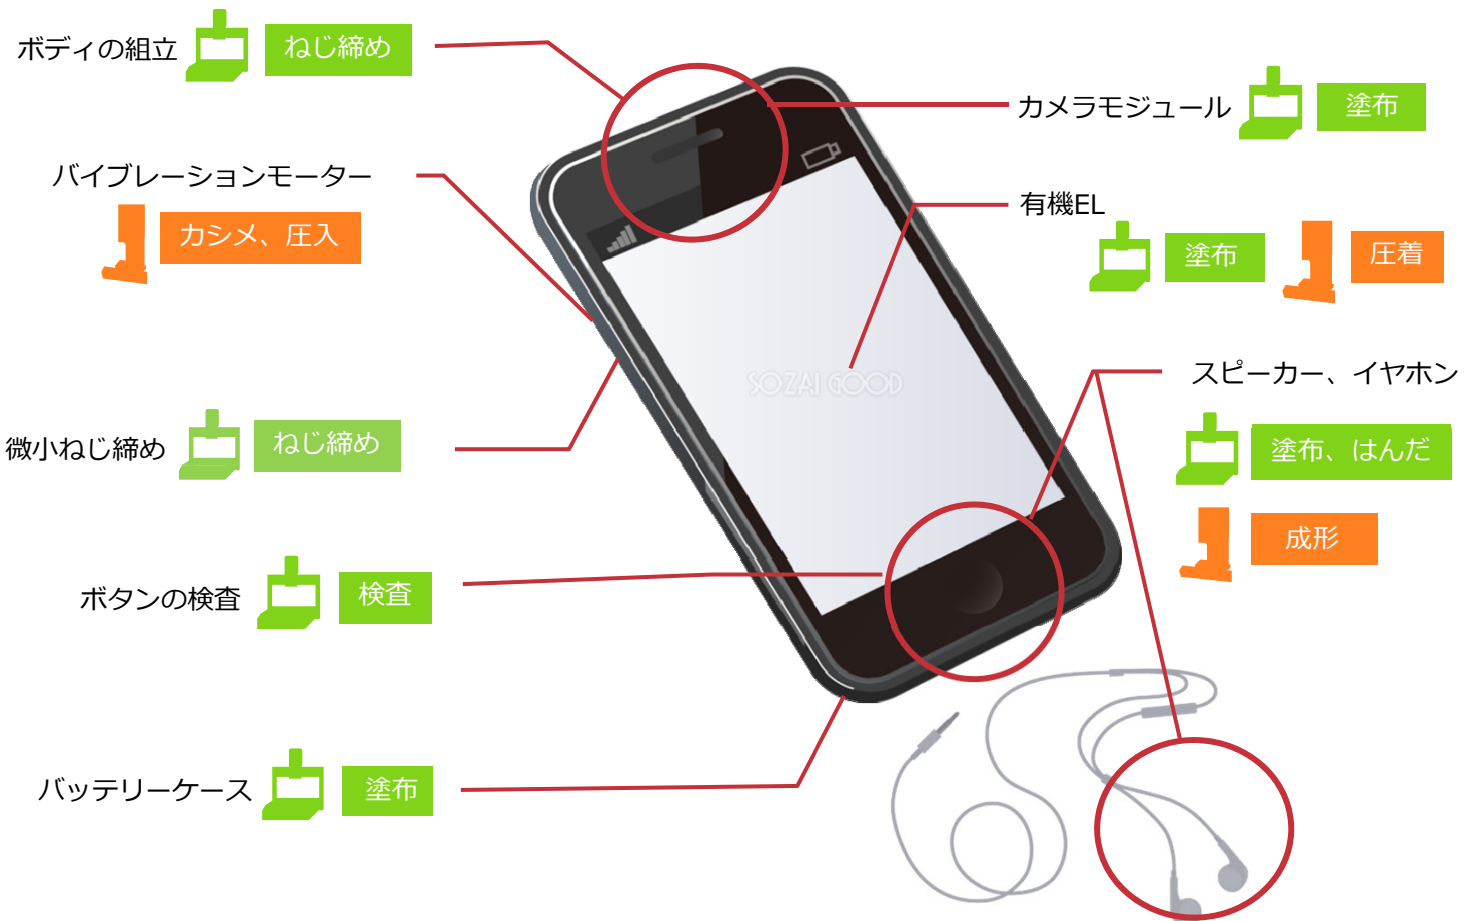 ボディの組立
ねじ締め
カメラモジュール
塗布
バイブレーションモーター
カシメ、圧入
有機EL
塗布
圧着
スピーカー、イヤホン
塗布、はんだ
成形
微小ねじ締め
ねじ締め
ボタンの検査
検査
バッテリーケース
塗布
SOZAI GOOD